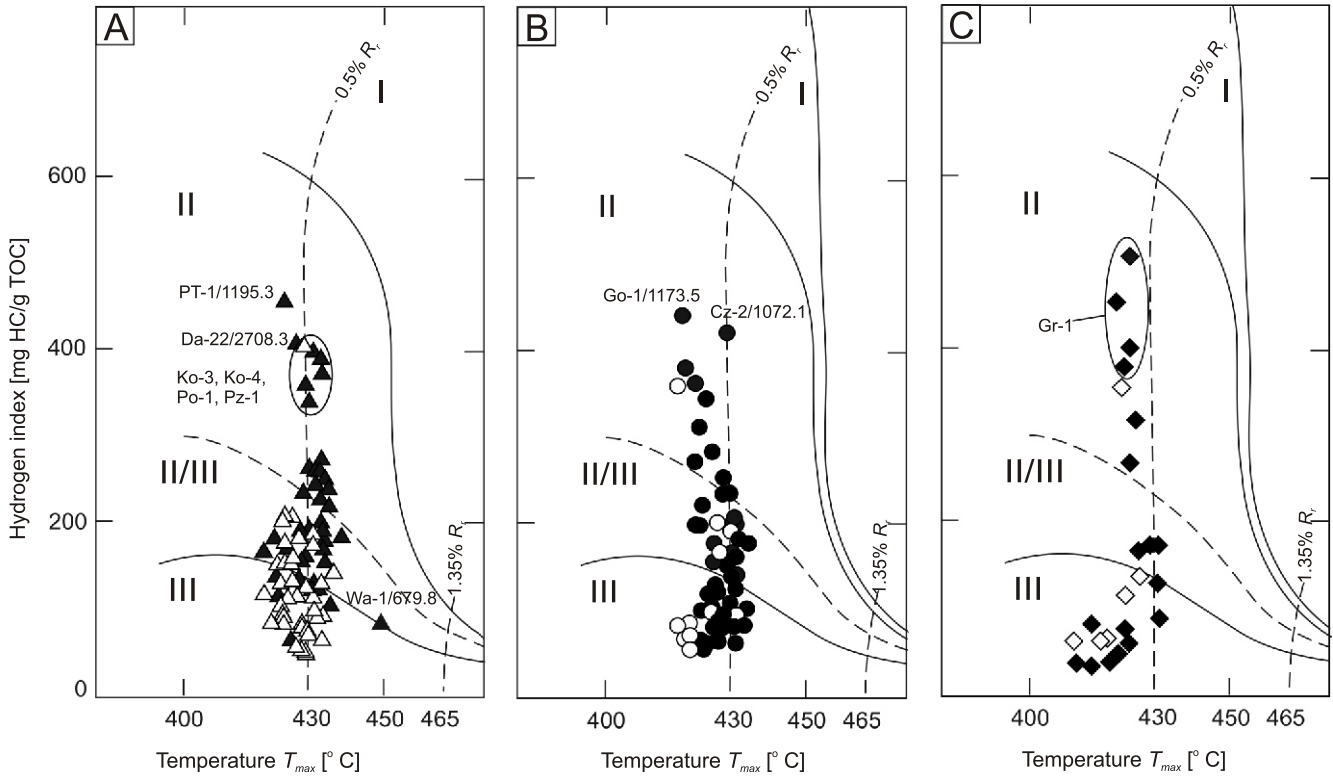 A
B
C
0.5% Rr
0.5% Rr
0.5% Rr
I
I
I
600
II
II
II
PT-1/1195.3
Go-1/1173.5
Cz-2/1072.1
Da-22/2708.3
Gr-1
400
Ko-3, Ko-4,
Po-1, Pz-1
II/III
II/III
II/III
200
III
III
III
Wa-1/679.8
1.35% Rr
1.35% Rr
1.35% Rr
0
Hydrogen index [mg HC/g TOC]
400 430 450 465
400 430 450 465
400 430 450 465
Temperature Tmax [° C]
Temperature Tmax [° C]
Temperature Tmax [° C]